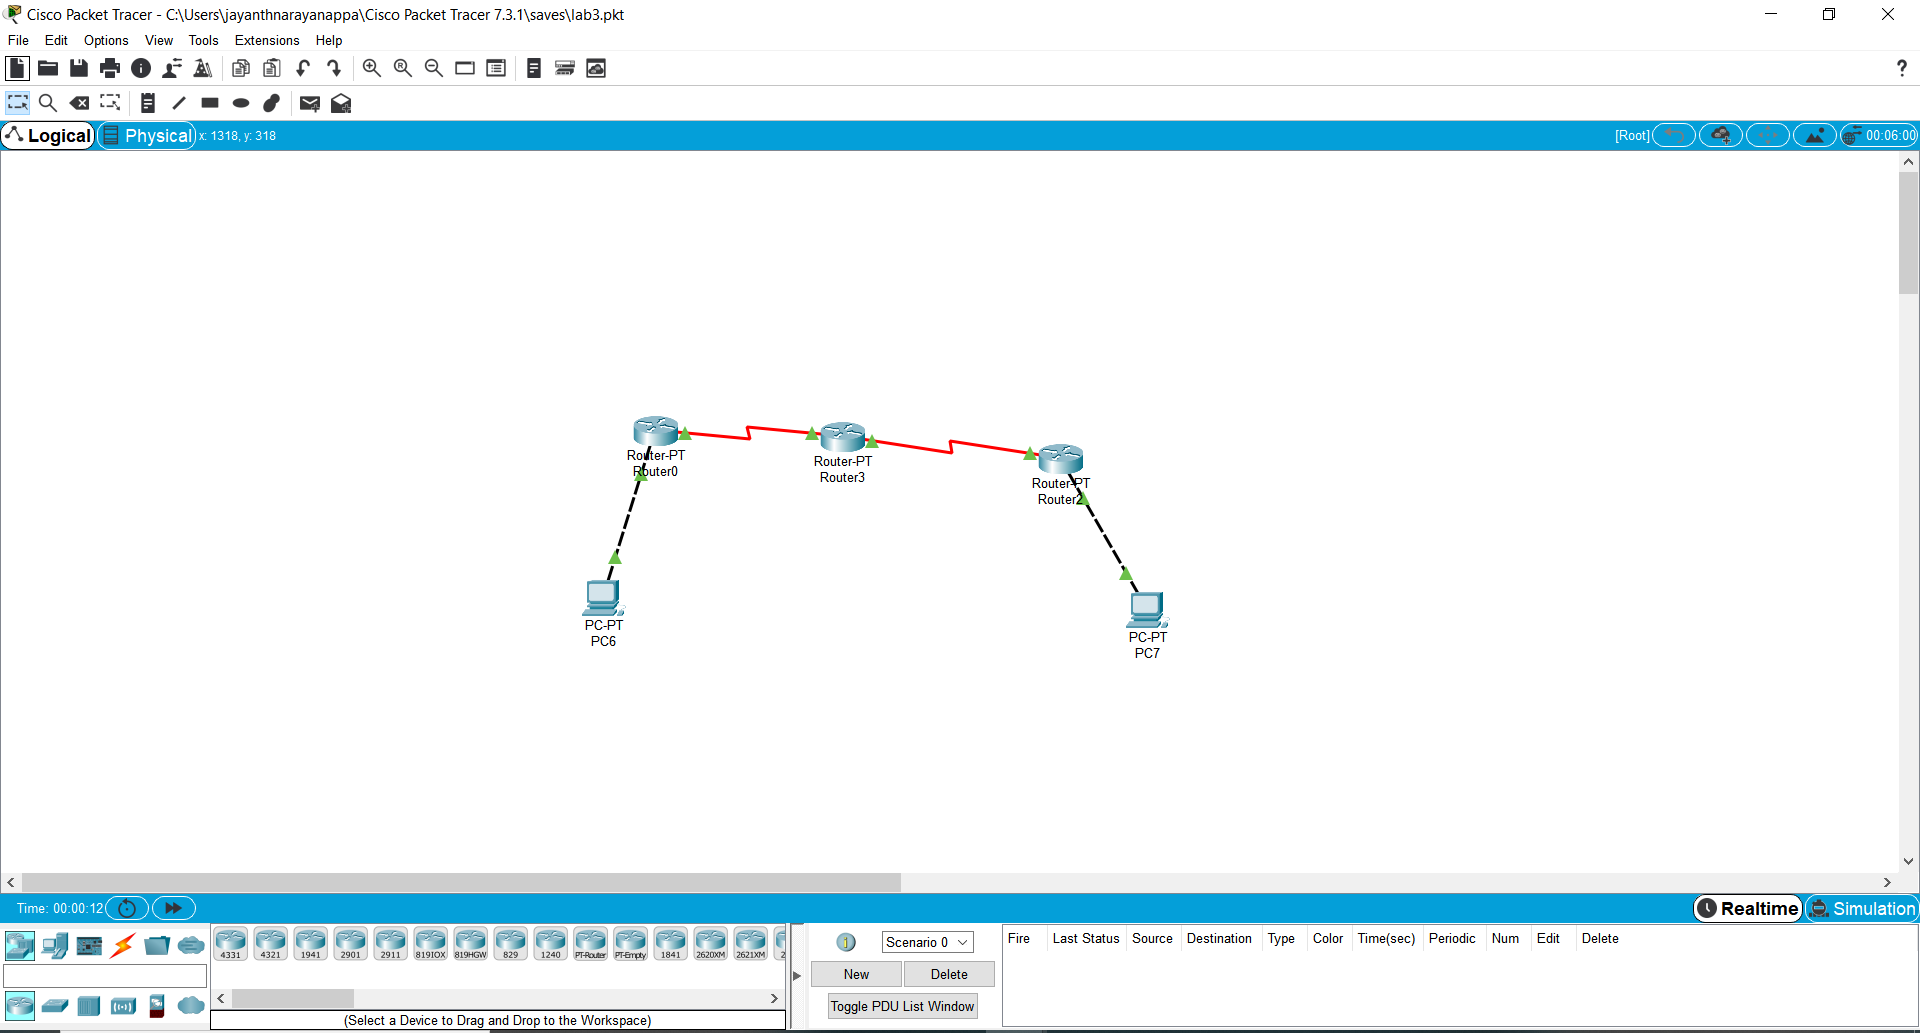 Cisco Packet Tracer - C:\Users\jayanthnarayanappa\Cisco Packet Tracer 7.3.1\saves\lab3.pkt
File Edit Options View Tools Extensions Help
?
Logical Physical x: 1318, y: 318 [Root] 00:06:00
Router-PT
Router0
Router-PT
Router3
Router-PT
Router2
PC-PT
PC6
PC-PT
PC7
Time: 00:00:12 Realtime Simulation
4331 4321 1941 2901 2911 819IOX 819HGW 829 1240 PT-Router PT-Empty 1841 2620XM 2621XM 2
(Select a Device to Drag and Drop to the Workspace)
Scenario 0
New Delete
Toggle PDU List Window
Fire Last Status Source Destination Type Color Time(sec) Periodic Num Edit Delete